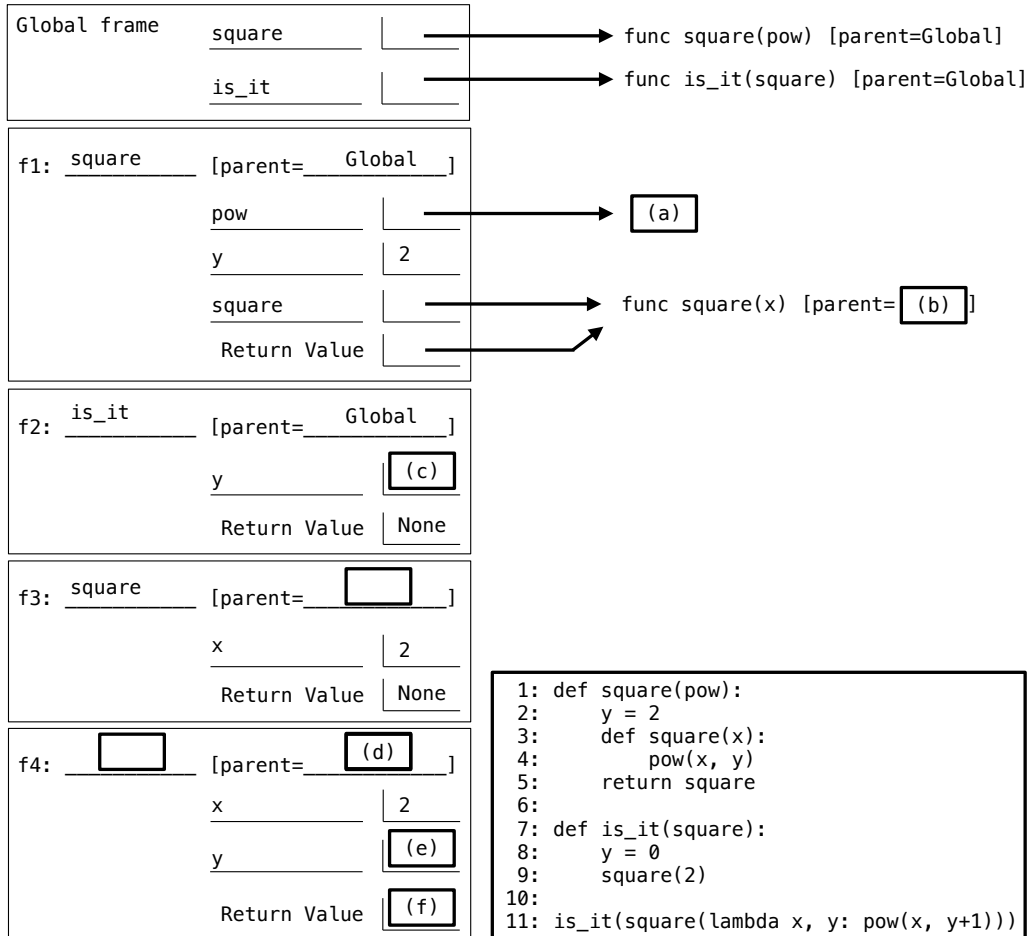 Global frame
square
func square(pow) [parent=Global]
is_it
func is_it(square) [parent=Global]
f1: square [parent= Global ]
pow
(a)
y 2
square
func square(x) [parent= (b) ]
Return Value
f2: is_it [parent= Global ]
y (c)
Return Value None
f3: square [parent= ]
x 2
Return Value None
f4: [parent= (d) ]
x 2
y (e)
Return Value (f)
1: def square(pow):
2: y = 2
3: def square(x):
4: pow(x, y)
5: return square
6:
7: def is_it(square):
8: y = 0
9: square(2)
10:
11: is_it(square(lambda x, y: pow(x, y+1)))